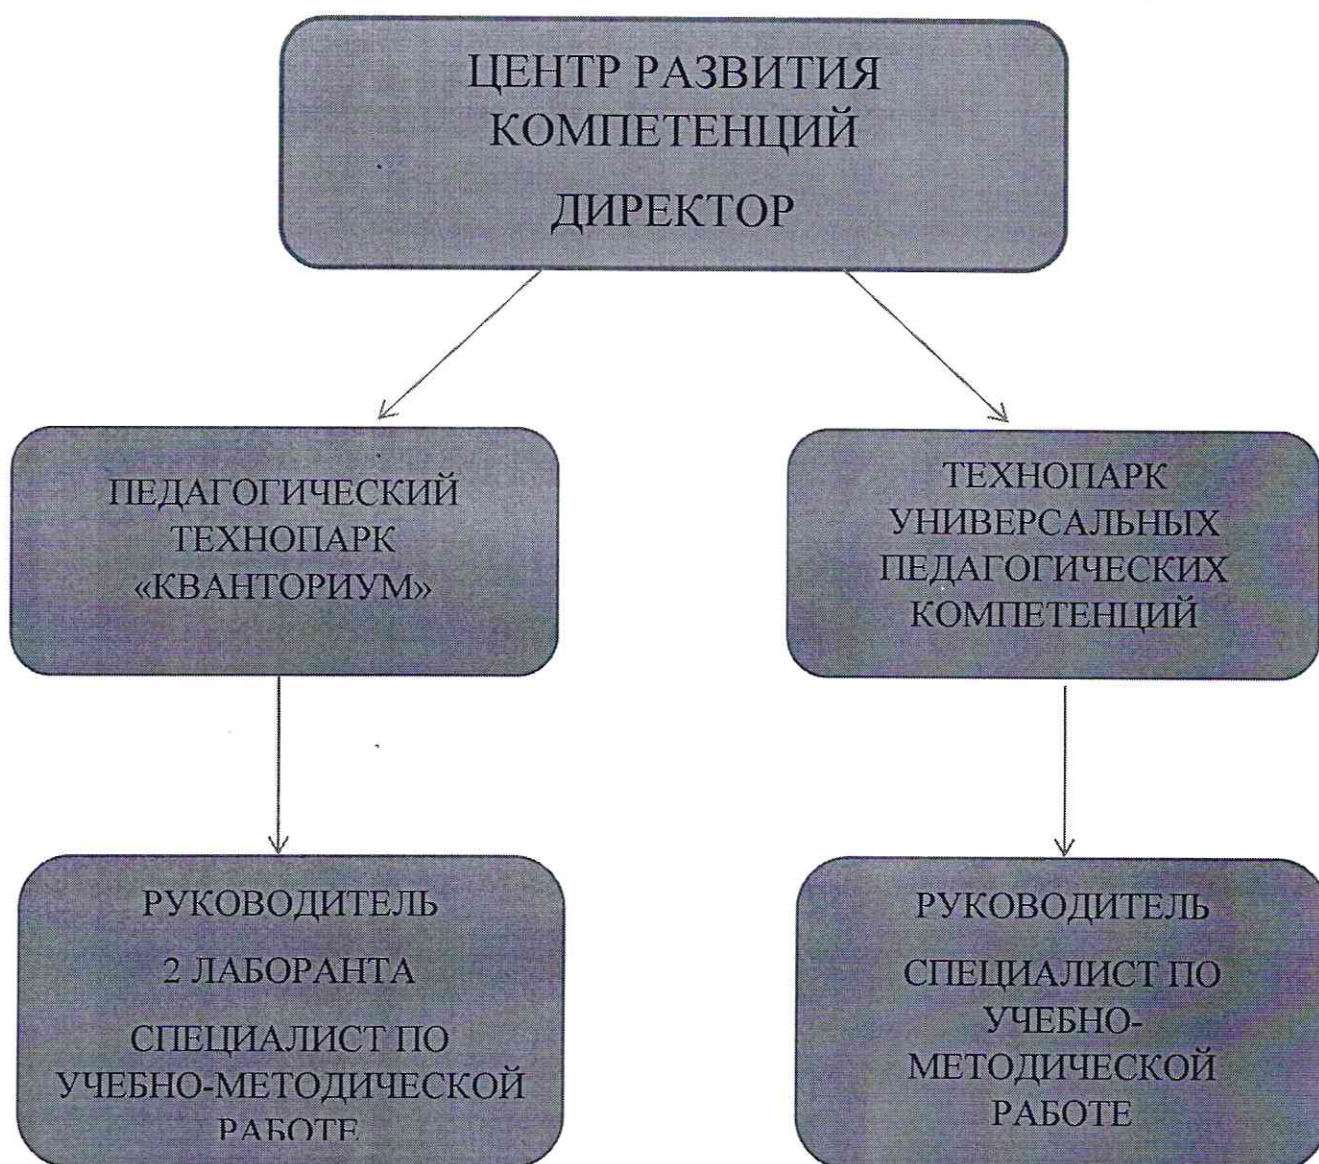 ЦЕНТР РАЗВИТИЯ
КОМПЕТЕНЦИЙ
ДИРЕКТОР
ПЕДАГОГИЧЕСКИЙ
ТЕХНОПАРК
«КВАНТОРИУМ»
ТЕХНОПАРК
УНИВЕРСАЛЬНЫХ
ПЕДАГОГИЧЕСКИХ
КОМПЕТЕНЦИЙ
РУКОВОДИТЕЛЬ
2 ЛАБОРАНТА
СПЕЦИАЛИСТ ПО
УЧЕБНО-МЕТОДИЧЕСКОЙ
РАБОТЕ
РУКОВОДИТЕЛЬ
СПЕЦИАЛИСТ ПО
УЧЕБНО-
МЕТОДИЧЕСКОЙ
РАБОТЕ